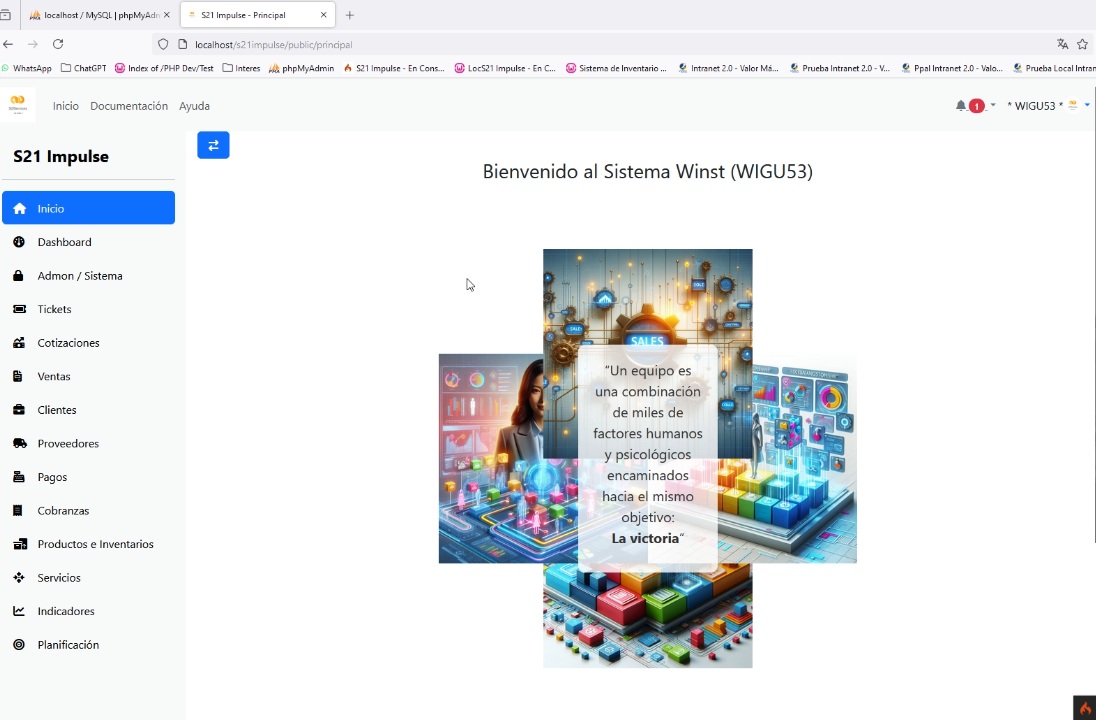 localhost / MySQL | phpMyAdm
S21 Impulse - Principal
localhost/s21impulse/public/principal
WhatsApp
ChatGPT
Index of /PHP Dev/Test
Interes
phpMyAdmin
S21 Impulse - En Cons...
LocS21 Impulse - En C...
Sistema de Inventario ...
Intranet 2.0 - Valor Má...
Prueba Intranet 2.0 - V...
Ppal Intranet 2.0 - Valo...
Prueba Local Intran
Inicio
Documentación
Ayuda
1
* WIGU53 *
S21 Impulse
Inicio
Dashboard
Admon / Sistema
Tickets
Cotizaciones
Ventas
Clientes
Proveedores
Pagos
Cobranzas
Productos e Inventarios
Servicios
Indicadores
Planificación
Bienvenido al Sistema Winst (WIGU53)
SALES
“Un equipo es
una combinación
de miles de
factores humanos
y psicológicos
encaminados
hacia el mismo
objetivo:
La victoria”